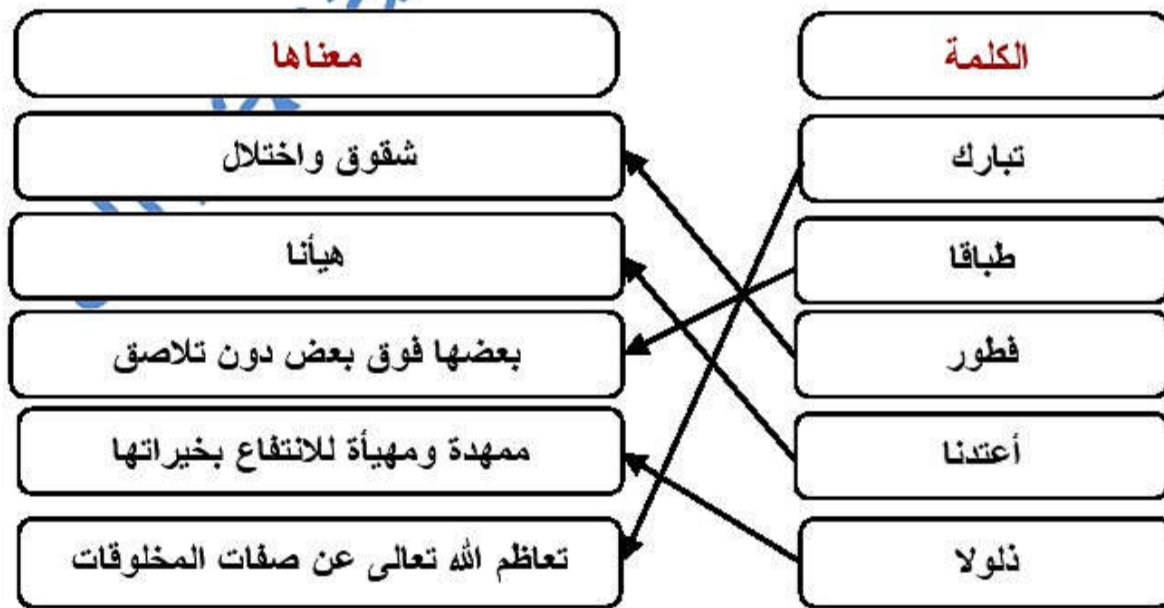 الكلمة
معناها
تبارك
شقوق واختلال
طباقا
هيأنا
فطور
بعضها فوق بعض دون تلاصق
أعتدنا
ممهدة ومهيأة للانتفاع بخيراتها
ذلولا
تعاظم الله تعالى عن صفات المخلوقات